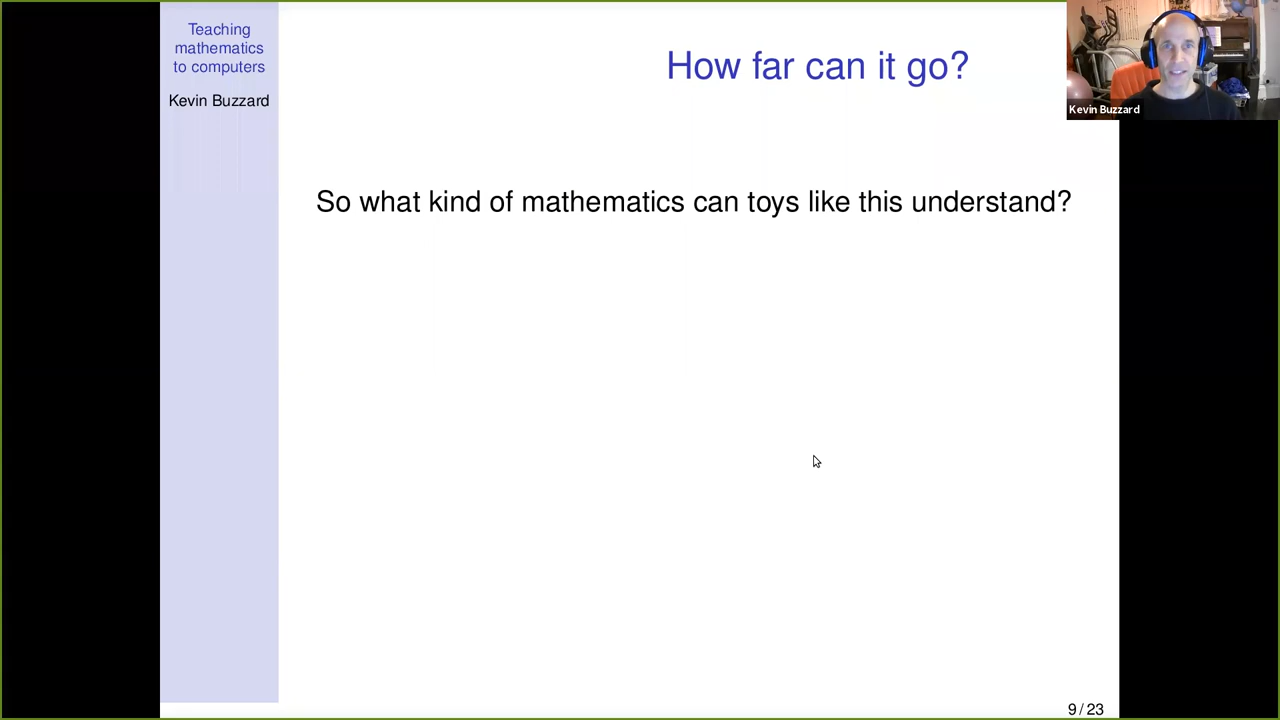 Teaching
mathematics
to computers
Kevin Buzzard
How far can it go?
Kevin Buzzard
So what kind of mathematics can toys like this understand?
9 / 23